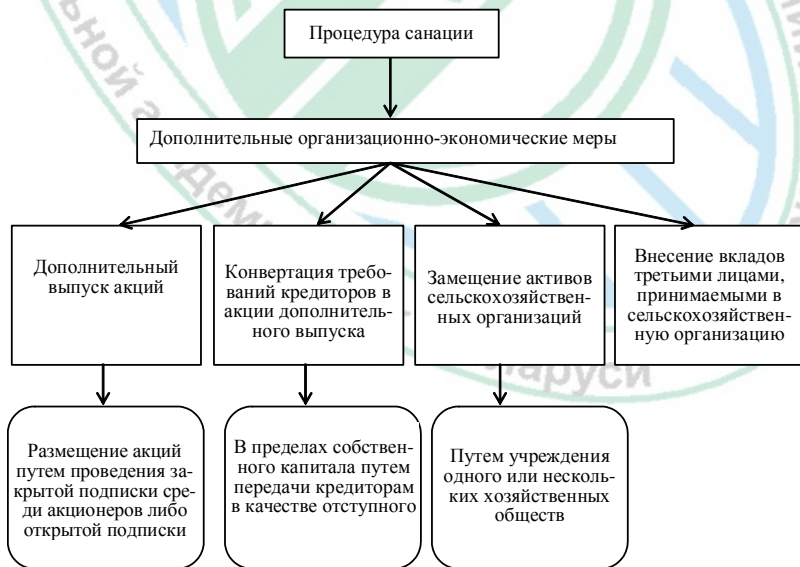 Процедура санации
Дополнительные организационно-экономические меры
Дополнительный
выпуск акций
Конвертация требо-
ваний кредиторов в
акции дополнитель-
ного выпуска
Замещение активов
сельскохозяйствен-
ных организаций
Внесение вкладов
третьими лицами,
принимаемыми в
сельскохозяйствен-
ную организацию
Размещение акций
путем проведения за-
крытой подписки сре-
ди акционеров либо
открытой подписки
В пределах собствен-
ного капитала путем
передачи кредиторам
в качестве отступного
Путем учреждения
одного или несколь-
ких хозяйственных
обществ